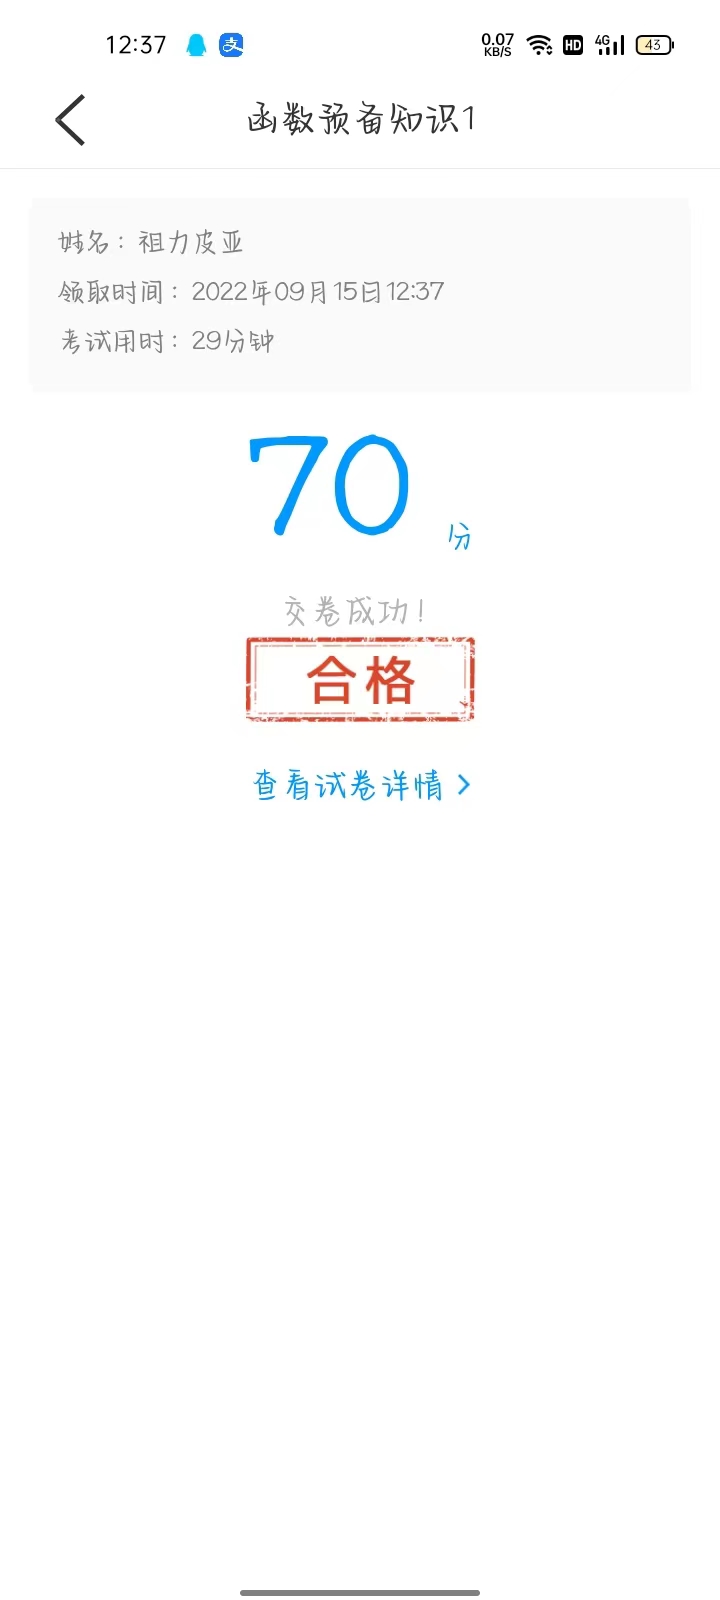 12:37 支 0.07 KB/S HD 4G 43
函数预备知识1
姓名：祖力皮亚
领取时间：2022年09月15日12:37
考试用时：29分钟
70分
交卷成功！
合格
查看试卷详情 >